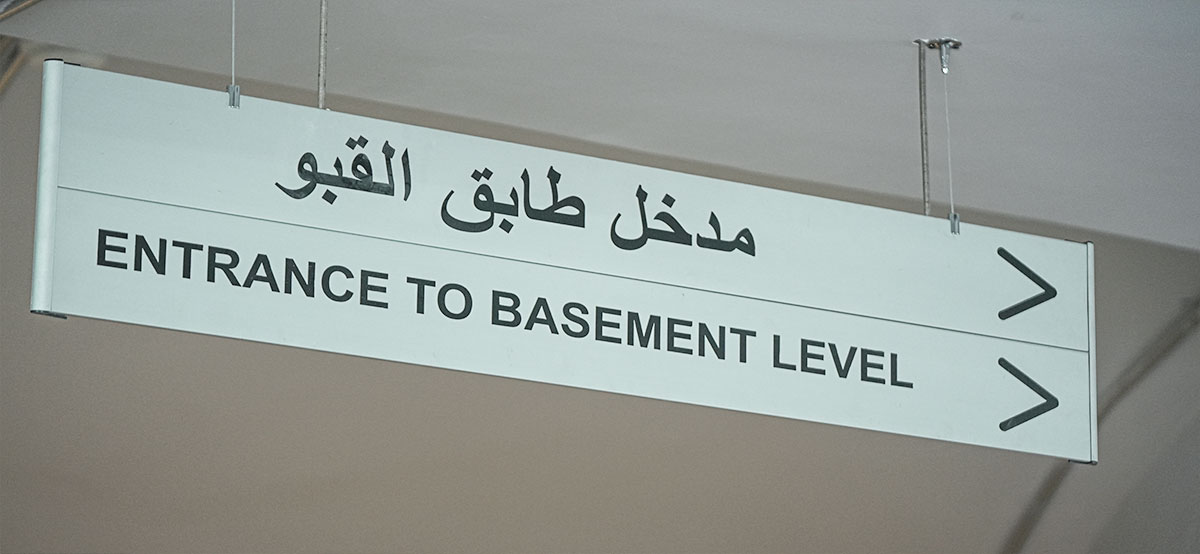 مدخل طابق القبو >
ENTRANCE TO BASEMENT LEVEL >